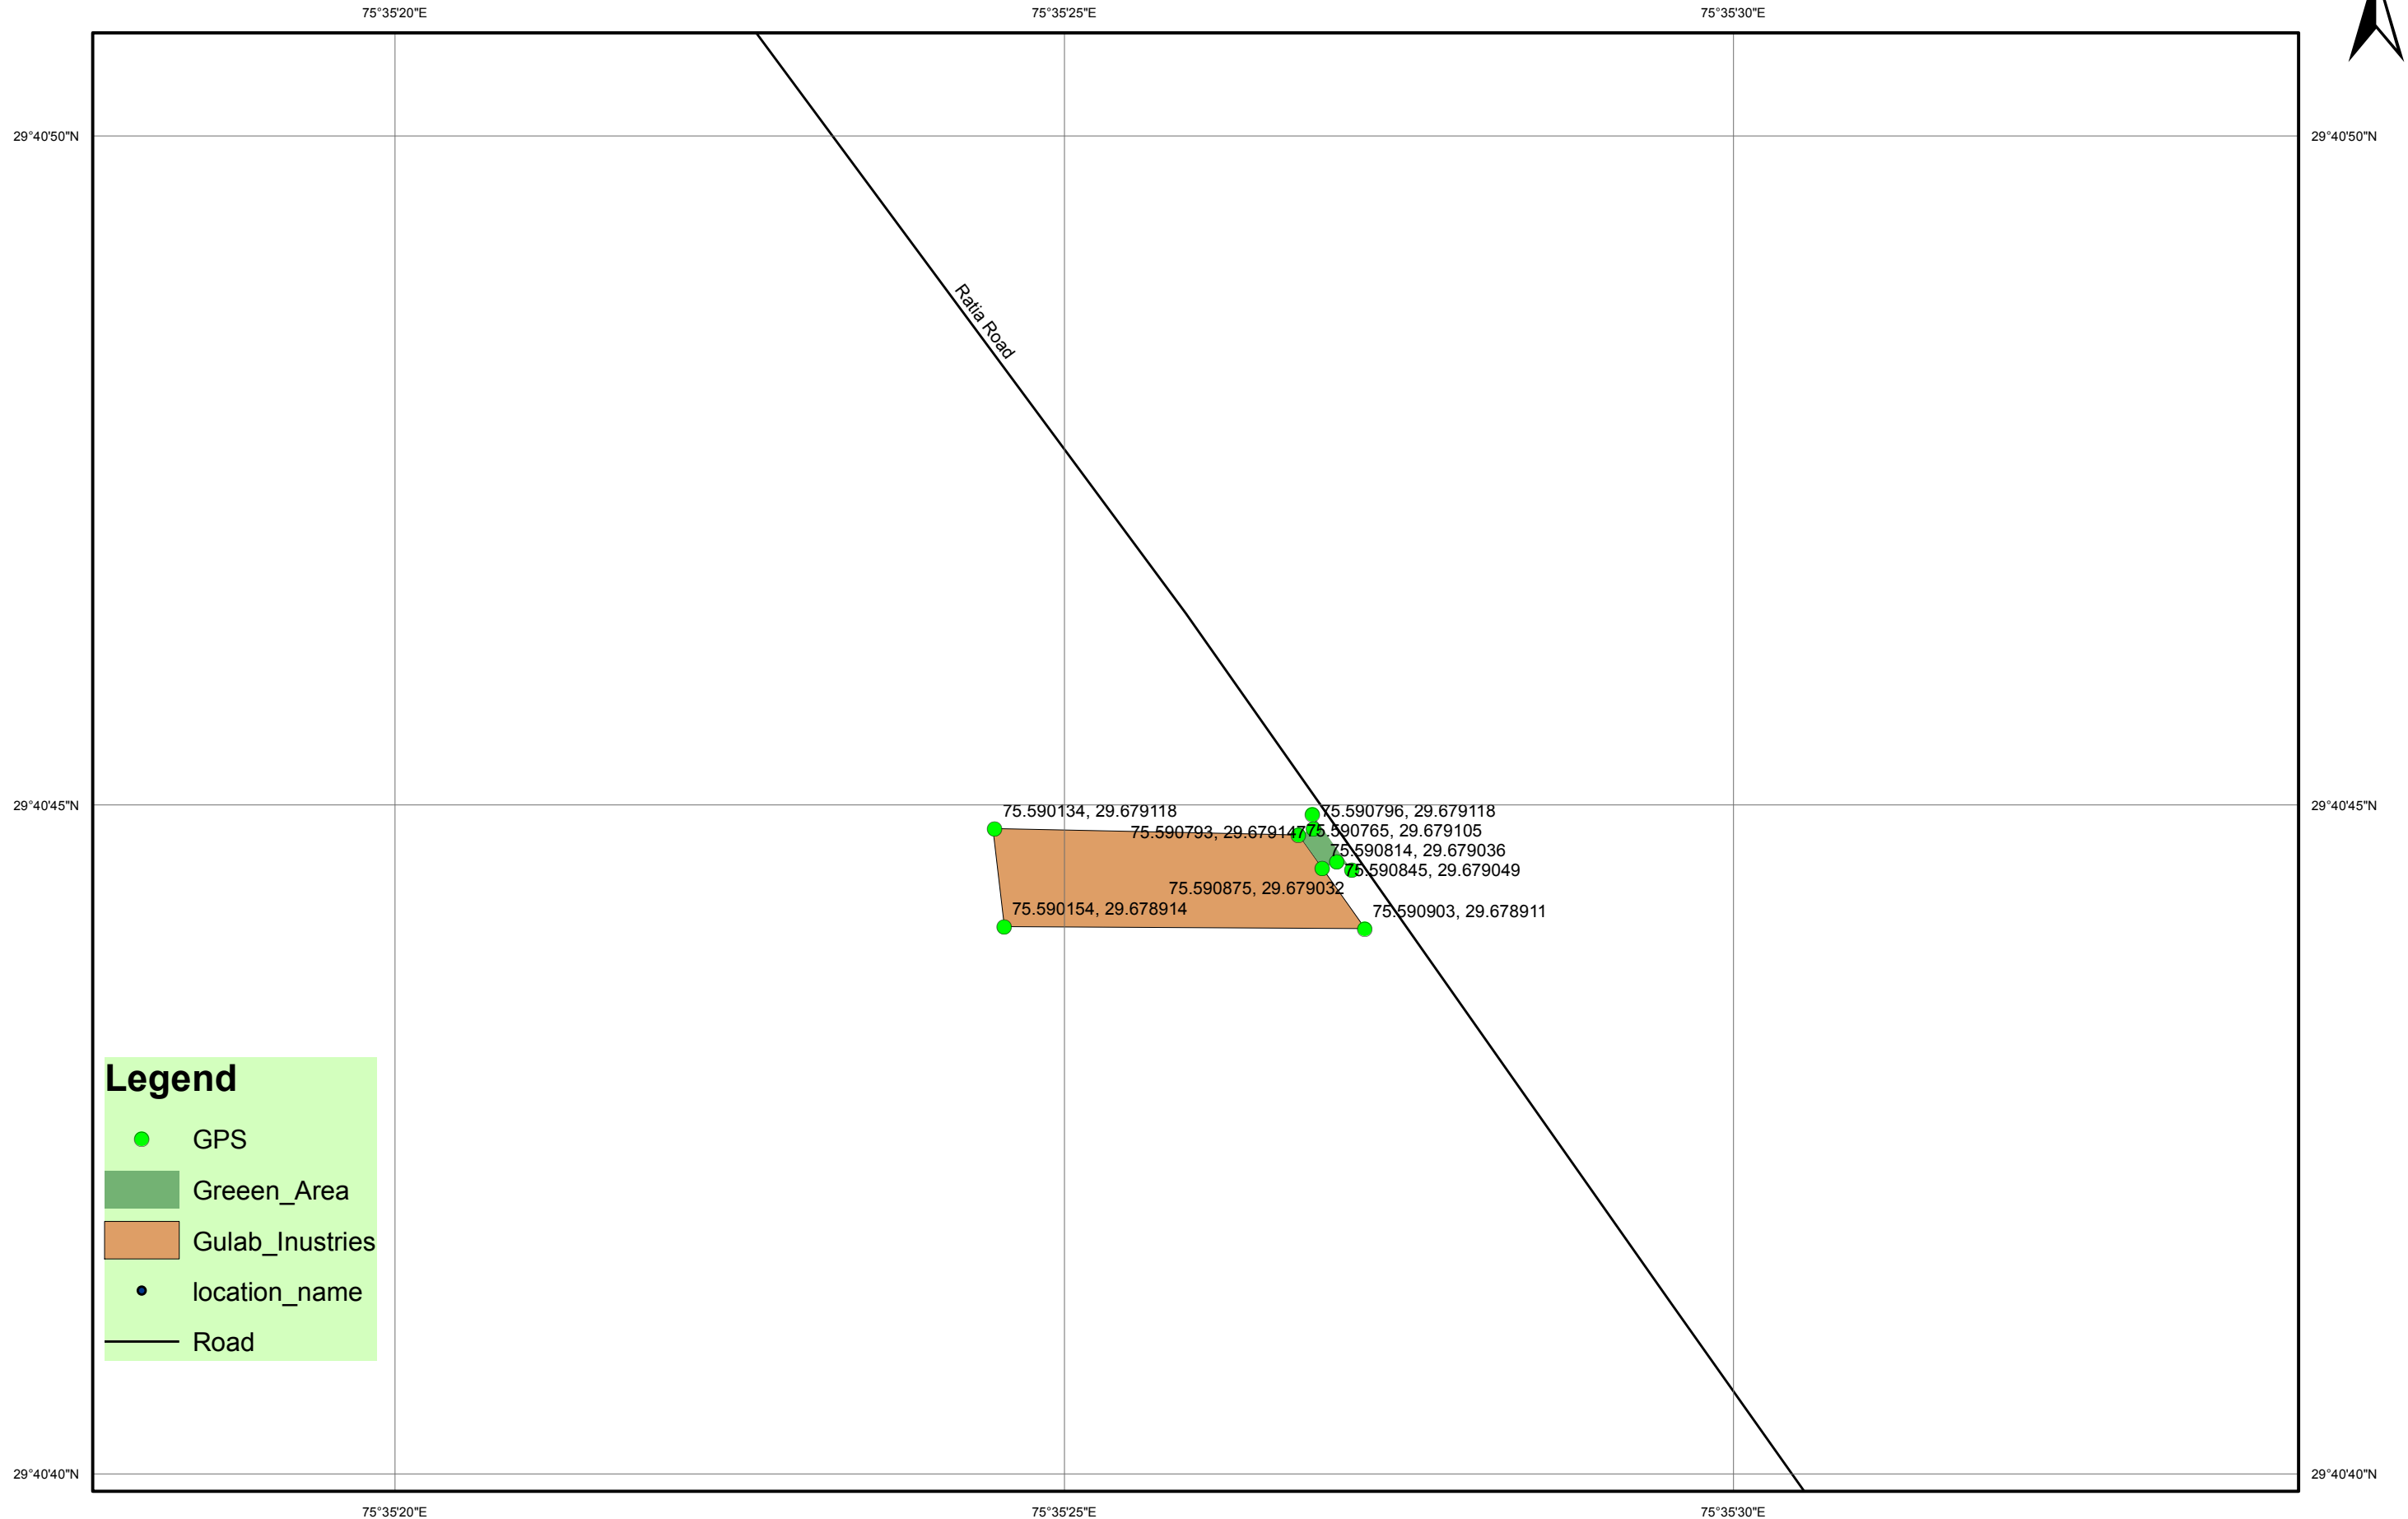 75°35'20"E
75°35'25"E
75°35'30"E
29°40'50"N
29°40'50"N
Ratia Road
29°40'45"N
29°40'45"N
75.590134, 29.679118
75.590796, 29.679118
75.590793, 29.679147
75.590765, 29.679105
75.590814, 29.679036
75.590845, 29.679049
75.590875, 29.679032
75.590154, 29.678914
75.590903, 29.678911
Legend
GPS
Greeen_Area
Gulab_Inustries
location_name
Road
29°40'40"N
29°40'40"N
75°35'20"E
75°35'25"E
75°35'30"E